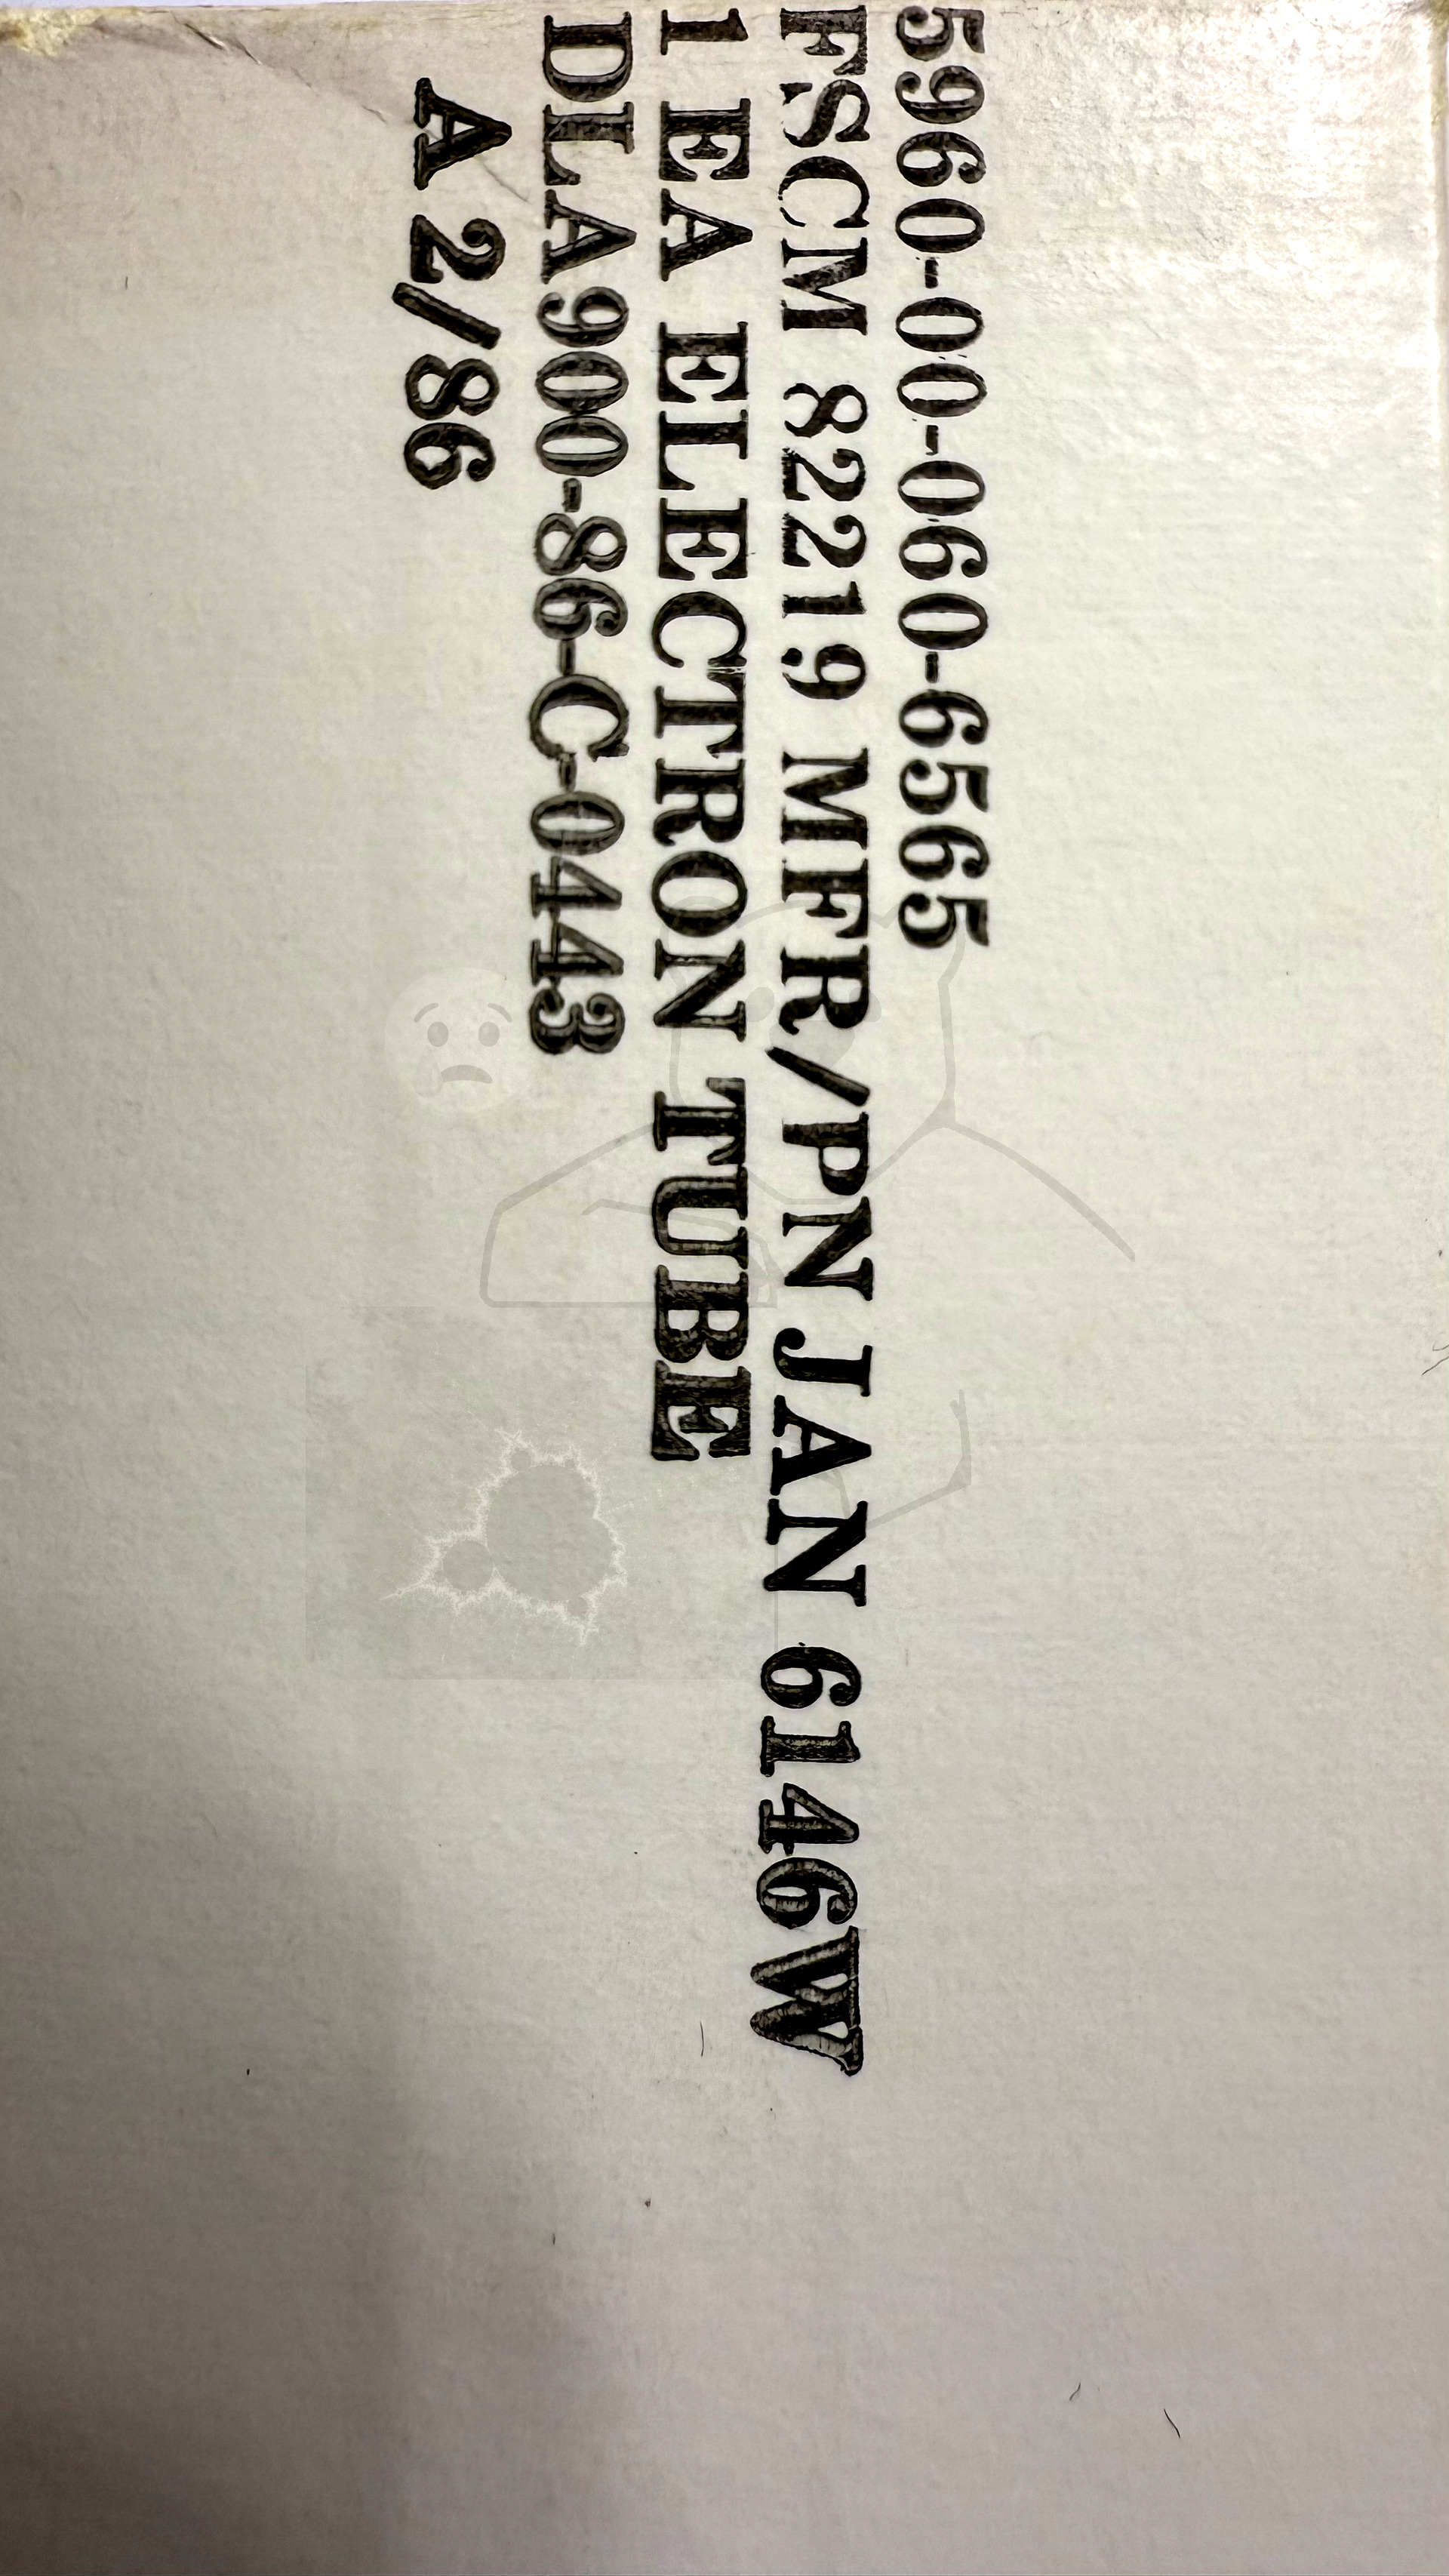 5960-00-060-6565
FSCM 82219 MFR/PN JAN 6146W
1 EA ELECTRON TUBE
DLA900-86-C-0443
A 2/86